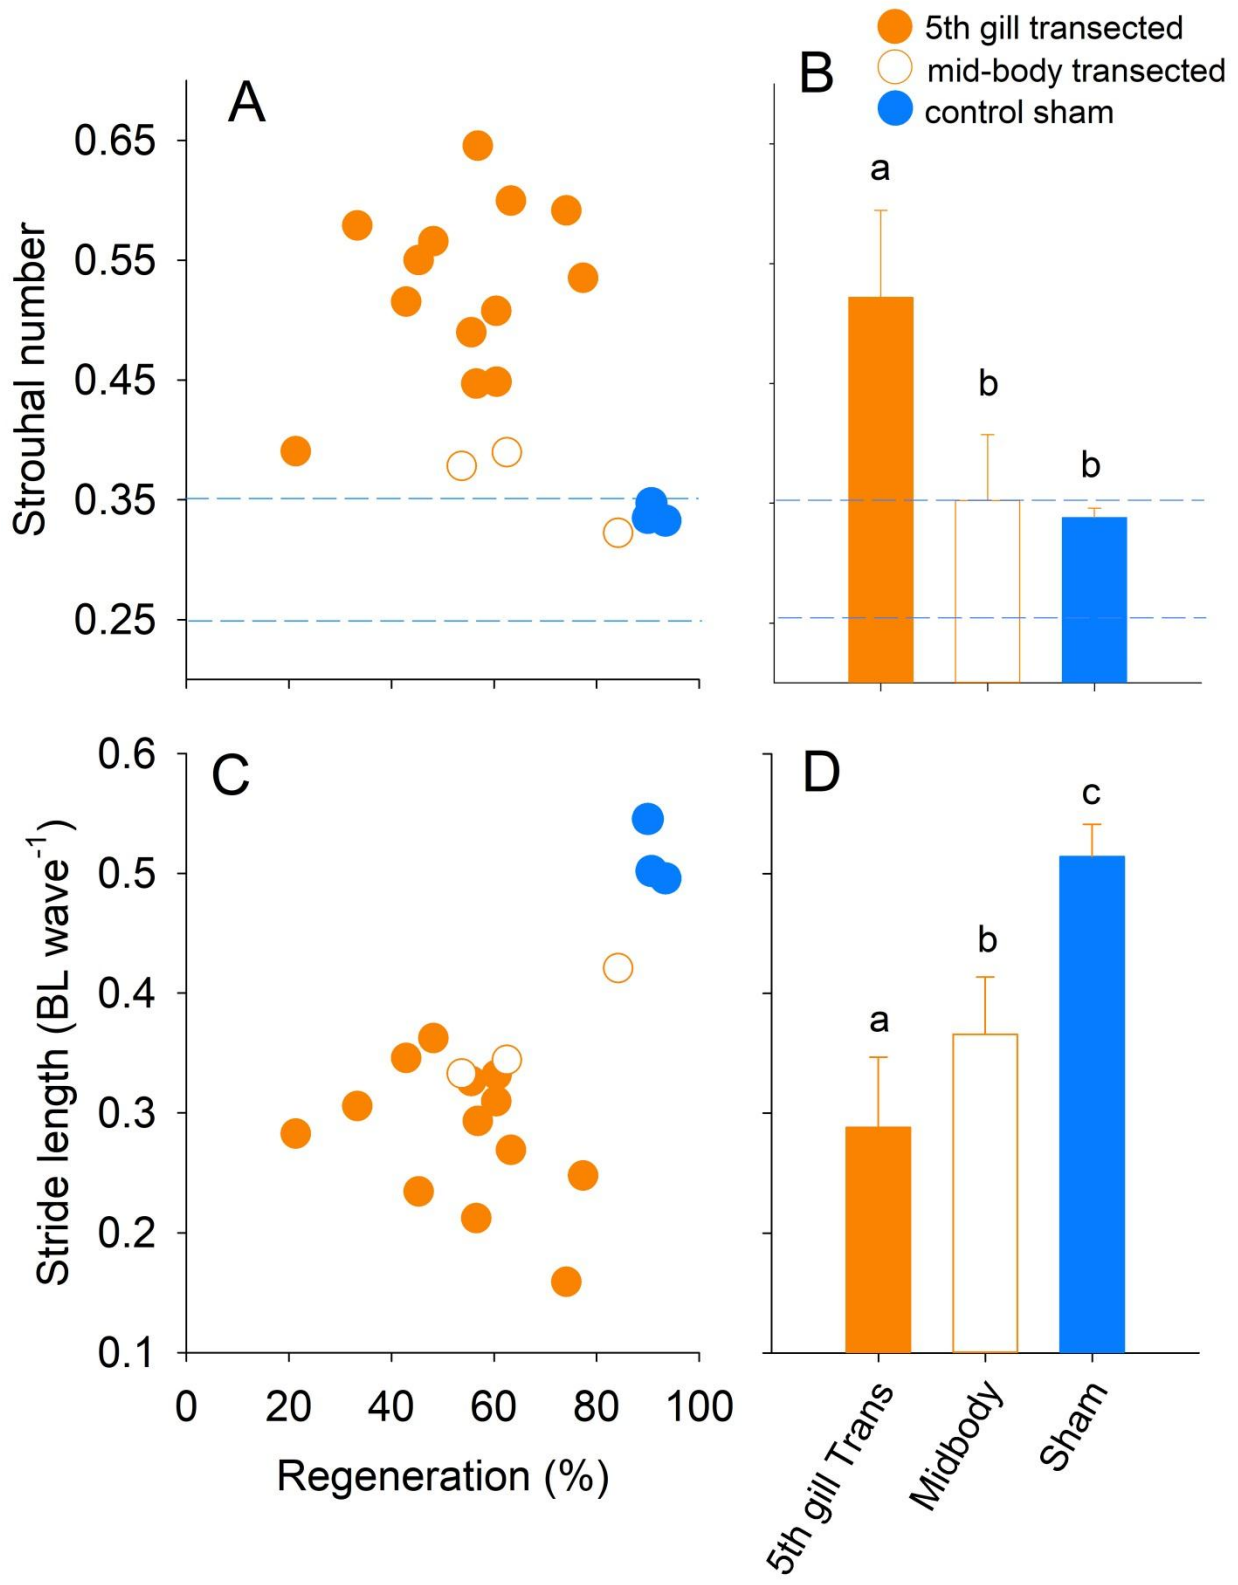 5th gill transected
mid-body transected
control sham
A
B
Strouhal number
0.65
0.55
0.45
0.35
0.25
a
b
b
C
D
Stride length (BL wave-1)
0.6
0.5
0.4
0.3
0.2
0.1
a
b
c
0 20 40 60 80 100
Regeneration (%)
5th gill Trans
Midbody
Sham